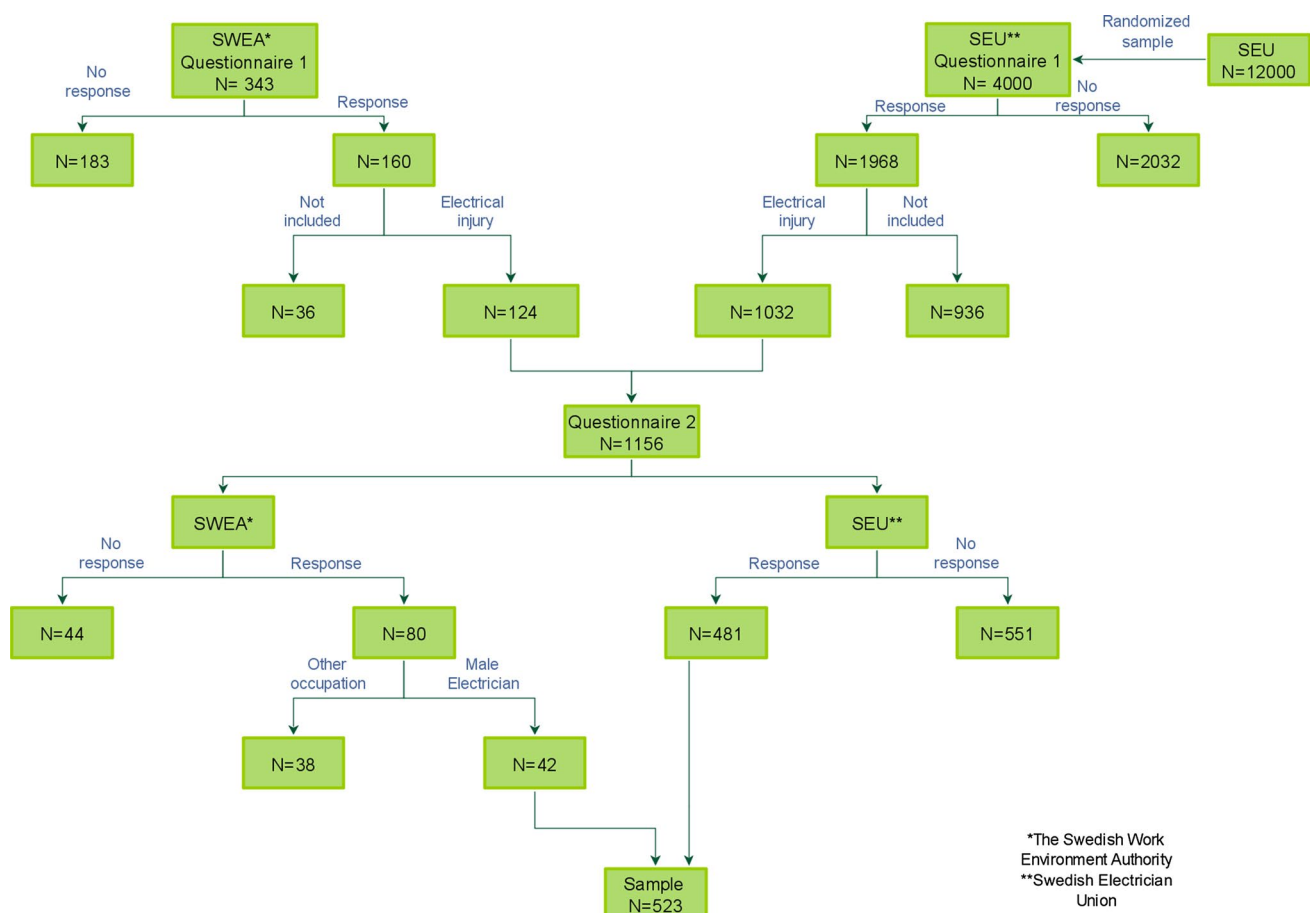 SWEA*
Questionnaire 1
N= 343
SEU**
Questionnaire 1
N= 4000
Randomized
sample
SEU
N=12000
No
response
Response
Response
No
response
N=183
N=160
N=1968
N=2032
Not
included
Electrical
injury
Electrical
injury
Not
included
N=36
N=124
N=1032
N=936
Questionnaire 2
N=1156
SWEA*
SEU**
No
response
Response
Response
No
response
N=44
N=80
N=481
N=551
Other
occupation
Male
Electrician
N=38
N=42
Sample
N=523
*The Swedish Work
Environment Authority
**Swedish Electrician
Union